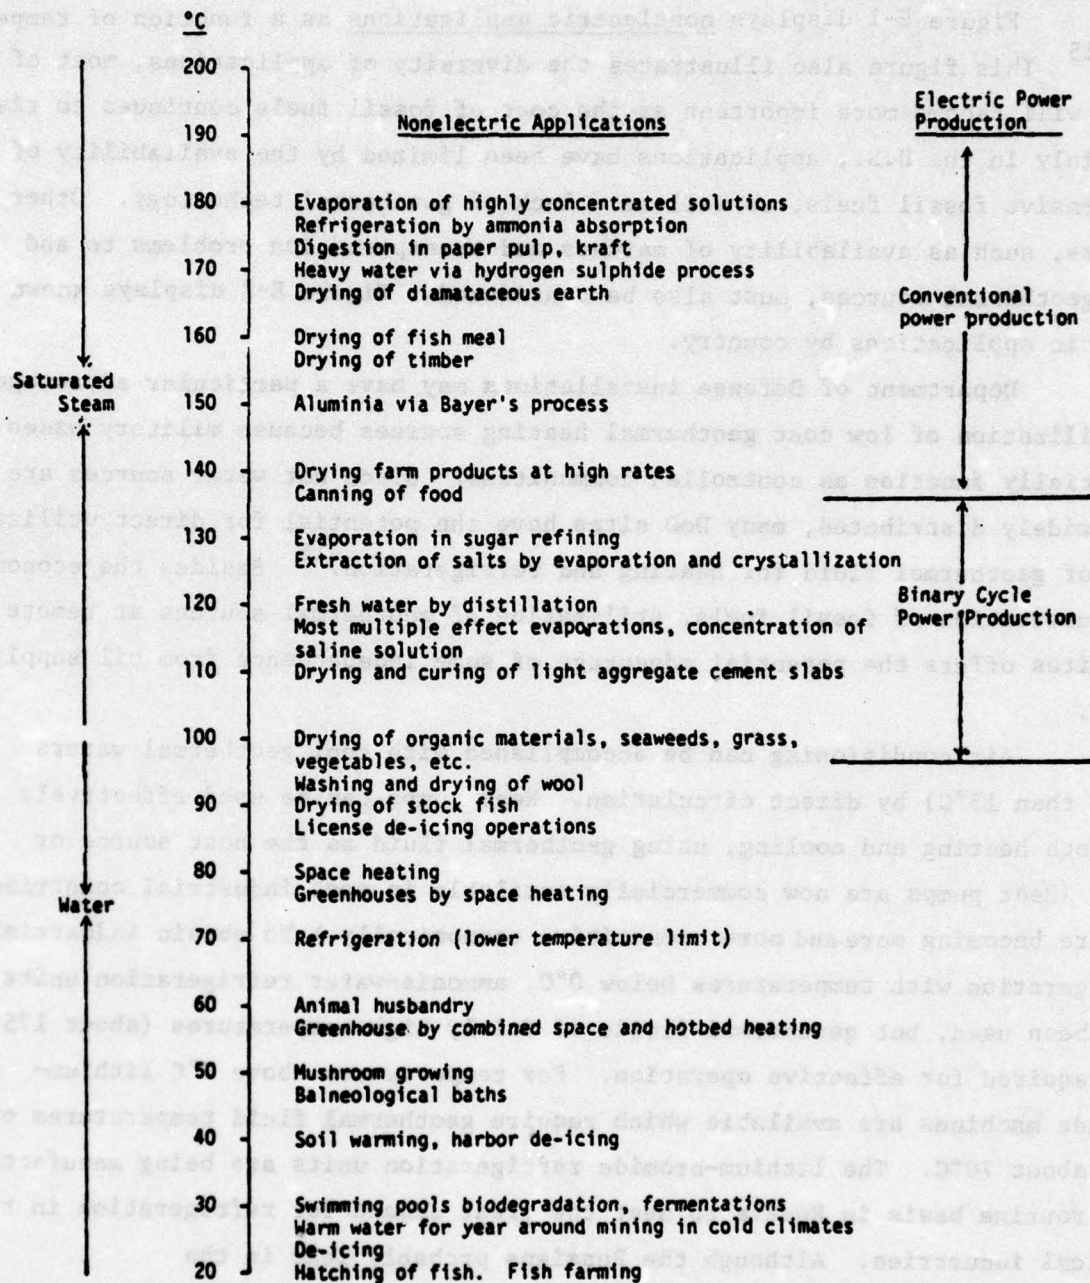 °C
200
190
Nonelectric Applications
Electric Power
Production
180 Evaporation of highly concentrated solutions
Refrigeration by ammonia absorption
Digestion in paper pulp, kraft
170 Heavy water via hydrogen sulphide process
Drying of diamataceous earth
Conventional
power production
160 Drying of fish meal
Drying of timber
Saturated
Steam
150 Aluminia via Bayer's process
140 Drying farm products at high rates
Canning of food
130 Evaporation in sugar refining
Extraction of salts by evaporation and crystallization
120 Fresh water by distillation
Most multiple effect evaporations, concentration of
saline solution
Binary Cycle
Power Production
110 Drying and curing of light aggregate cement slabs
100 Drying of organic materials, seaweeds, grass,
vegetables, etc.
Washing and drying of wool
90 Drying of stock fish
License de-icing operations
80 Space heating
Greenhouses by space heating
Water
70 Refrigeration (lower temperature limit)
60 Animal husbandry
Greenhouse by combined space and hotbed heating
50 Mushroom growing
Balneological baths
40 Soil warming, harbor de-icing
30 Swimming pools biodegradation, fermentations
Warm water for year around mining in cold climates
De-icing
20 Hatching of fish. Fish farming